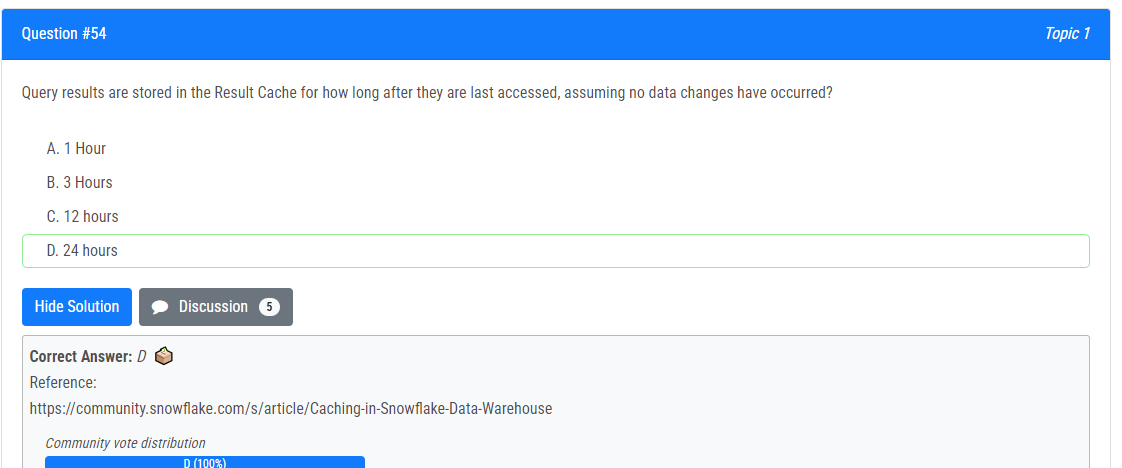 Question #54
Topic 1
Query results are stored in the Result Cache for how long after they are last accessed, assuming no data changes have occurred?
A. 1 Hour
B. 3 Hours
C. 12 hours
D. 24 hours
Hide Solution
Discussion 5
Correct Answer: D
Reference:
https://community.snowflake.com/s/article/Caching-in-Snowflake-Data-Warehouse
Community vote distribution
D (100%)